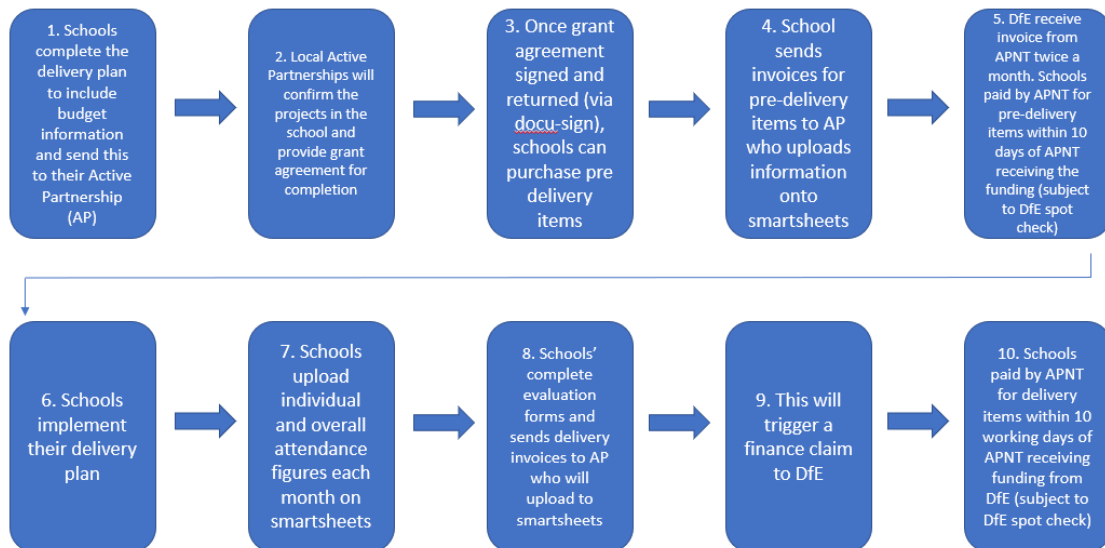 1. Schools
complete the
delivery plan
to include
budget
information
and send this
to their Active
Partnership
(AP)
2. Local Active
Partnerships will
confirm the
projects in the
school and
provide grant
agreement for
completion
3. Once grant
agreement
signed and
returned (via
docu-sign),
schools can
purchase pre
delivery
items
4. School
sends
invoices for
pre-delivery
items to AP
who uploads
information
onto
smartsheets
5. DfE receive
invoice from
APNT twice a
month. Schools
paid by APNT for
pre-delivery
items within 10
days of APNT
receiving the
funding (subject
to DfE spot
check)
6. Schools
implement
their delivery
plan
7. Schools
upload
individual
and overall
attendance
figures each
month on
smartsheets
8. Schools’
complete
evaluation
forms and
sends delivery
invoices to AP
who will
upload to
smartsheets
9. This will
trigger a
finance claim
to DfE
10. Schools
paid by APNT
for delivery
items within 10
working days of
APNT receiving
funding from
DfE (subject to
DfE spot check)